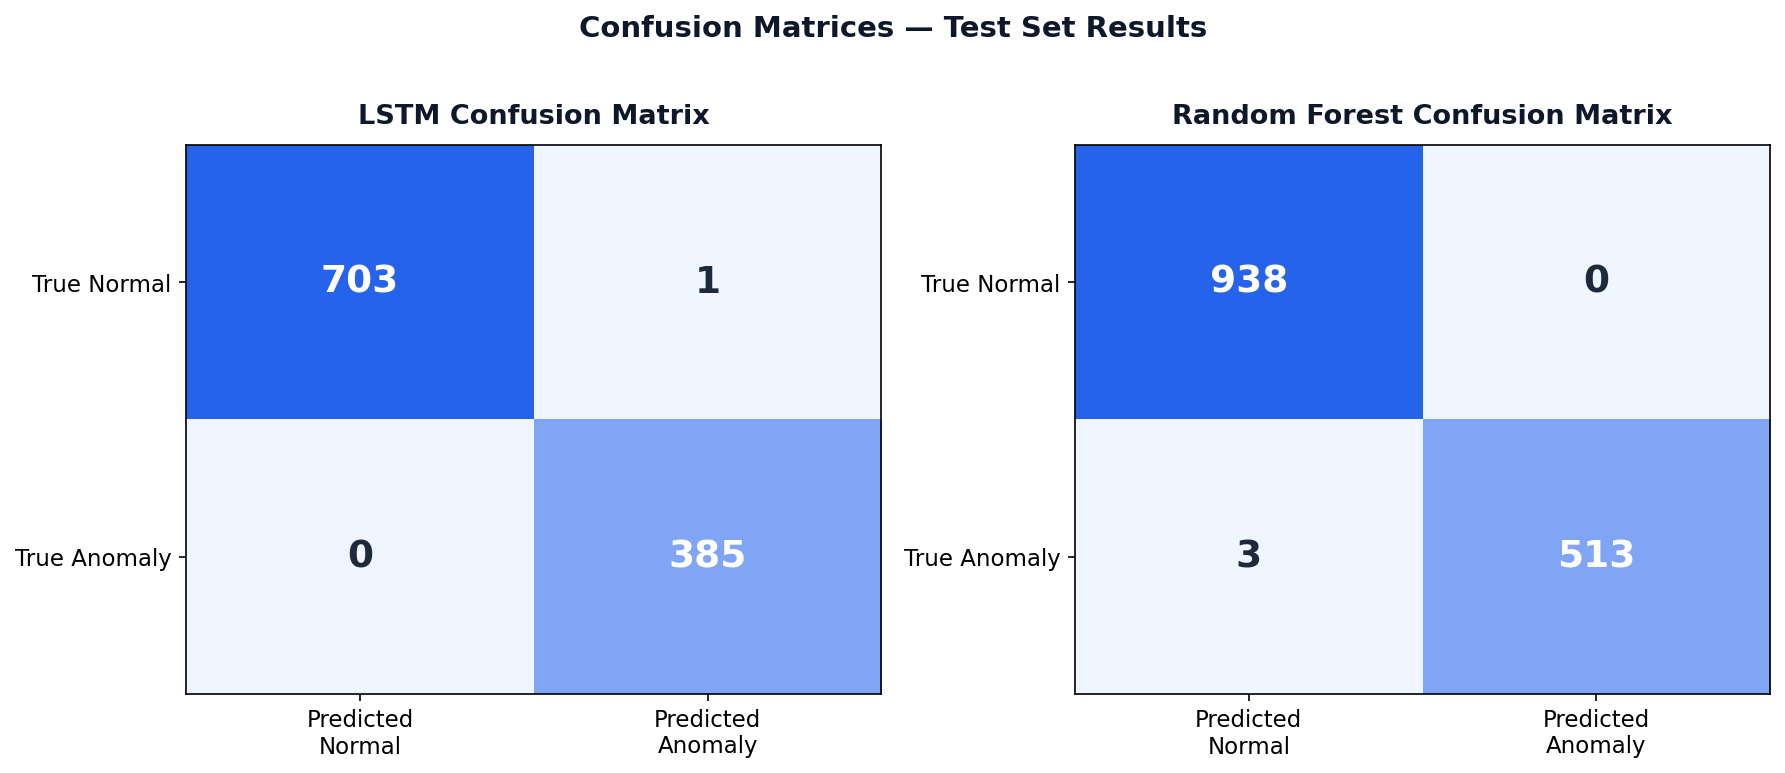 Confusion Matrices — Test Set Results
LSTM Confusion Matrix
True Normal
703
1
True Anomaly
0
385
Predicted
Normal
Predicted
Anomaly
Random Forest Confusion Matrix
True Normal
938
0
True Anomaly
3
513
Predicted
Normal
Predicted
Anomaly